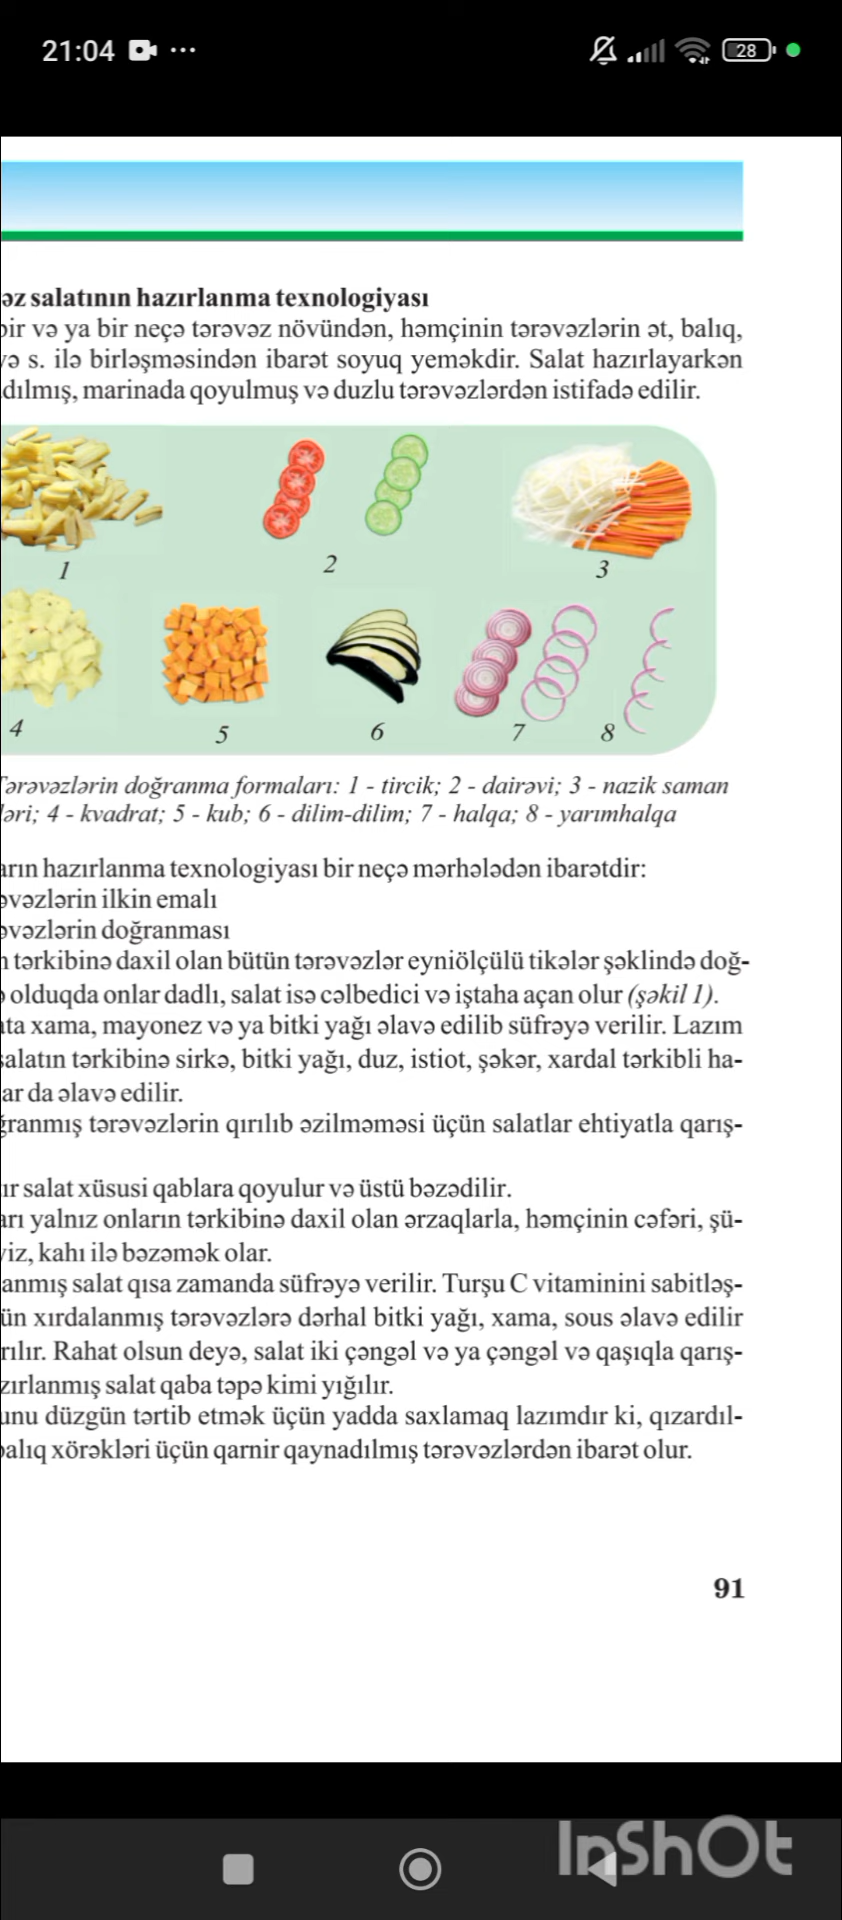 21:04
28
əz salatının hazırlanma texnologiyası
bir və ya bir neçə tərəvəz növündən, həmçinin tərəvəzlərin ət, balıq,
və s. ilə birləşməsindən ibarət soyuq yeməkdir. Salat hazırlayarkən
dılmış, marinada qoyulmuş və duzlu tərəvəzlərdən istifadə edilir.
1
2
3
4
5
6
7
8
Tərəvəzlərin doğranma formaları: 1 - tircik; 2 - dairəvi; 3 - nazik saman
ləri; 4 - kvadrat; 5 - kub; 6 - dilim-dilim; 7 - halqa; 8 - yarımhalqa
arın hazırlanma texnologiyası bir neçə mərhələdən ibarətdir:
əvəzlərin ilkin emalı
əvəzlərin doğranması
n tərkibinə daxil olan bütün tərəvəzlər eyniölçülü tikələr şəklində doğ-
ə olduqda onlar dadlı, salat isə cəlbedici və iştaha açan olur (şəkil 1).
ata xama, mayonez və ya bitki yağı əlavə edilib süfrəyə verilir. Lazım
salatın tərkibinə sirkə, bitki yağı, duz, istiot, şəkər, xardal tərkibli ha-
ar da əlavə edilir.
ğranmış tərəvəzlərin qırılıb əzilməməsi üçün salatlar ehtiyatla qarış-
ır salat xüsusi qablara qoyulur və üstü bəzədilir.
arı yalnız onların tərkibinə daxil olan ərzaqlarla, həmçinin cəfəri, şü-
viz, kahı ilə bəzəmək olar.
anmış salat qısa zamanda süfrəyə verilir. Turşu C vitaminini sabitləş-
ün xırdalanmış tərəvəzlərə dərhal bitki yağı, xama, sous əlavə edilir
rılır. Rahat olsun deyə, salat iki çəngəl və ya çəngəl və qaşıqla qarış-
zırlanmış salat qaba təpə kimi yığılır.
unu düzgün tərtib etmək üçün yadda saxlamaq lazımdır ki, qızardıl-
balıq xörəkləri üçün qarnir qaynadılmış tərəvəzlərdən ibarət olur.
91
InShOt